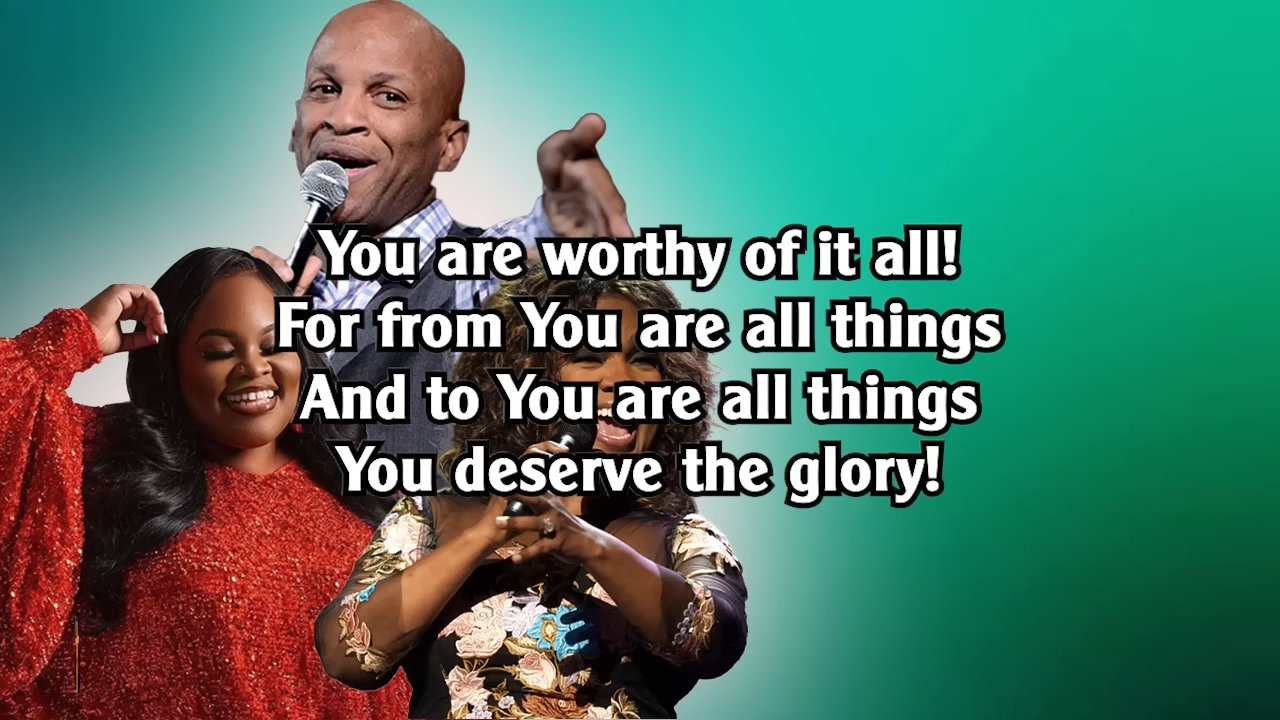 You are worthy of it all!
For from You are all things
And to You are all things
You deserve the glory!